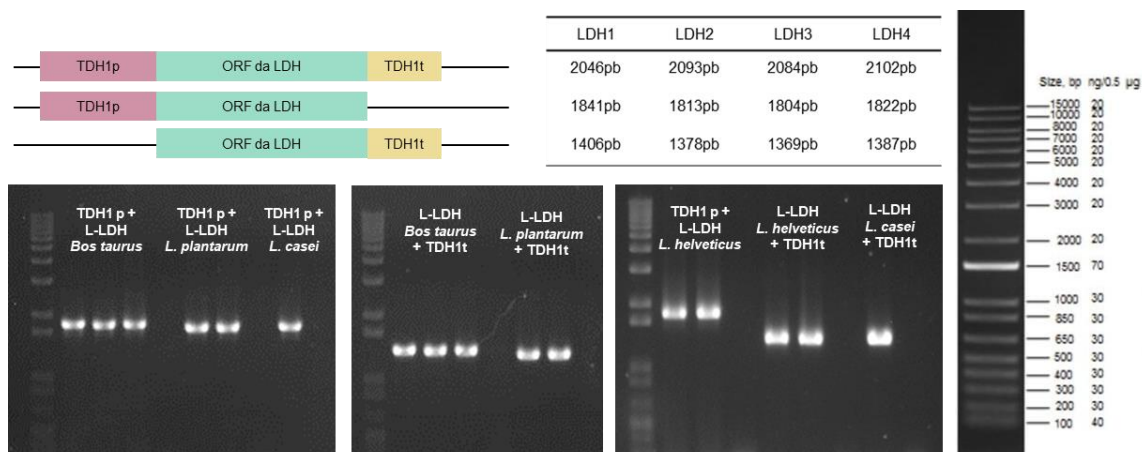 TDH1p ORF da LDH TDH1t
TDH1p ORF da LDH
ORF da LDH TDH1t
LDH1 LDH2 LDH3 LDH4
2046pb 2093pb 2084pb 2102pb
1841pb 1813pb 1804pb 1822pb
1406pb 1378pb 1369pb 1387pb
TDH1 p +
L-LDH
Bos taurus
TDH1 p +
L-LDH
L. plantarum
TDH1 p +
L-LDH
L. casei
L-LDH
Bos taurus
+ TDH1t
L-LDH
L. plantarum
+ TDH1t
TDH1 p +
L-LDH
L. helveticus
L-LDH
L. helveticus
+ TDH1t
L-LDH
L. casei
+ TDH1t
Size, bp ng/0.5 µg
15000 20
10000 20
8000 20
7000 20
6000 20
5000 20
4000 20
3000 20
2000 20
1500 70
1000 30
850 30
650 30
500 30
400 30
300 30
200 30
100 40